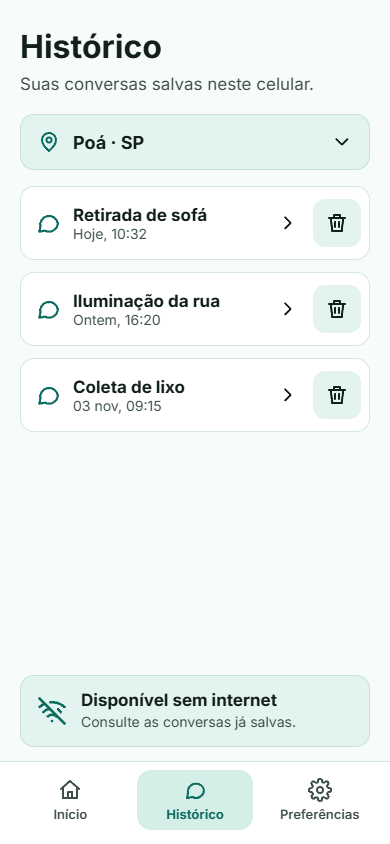 Histórico
Suas conversas salvas neste celular.
Poá · SP
Retirada de sofá
Hoje, 10:32
Iluminação da rua
Ontem, 16:20
Coleta de lixo
03 nov, 09:15
Disponível sem internet
Consulte as conversas já salvas.
Início
Histórico
Preferências